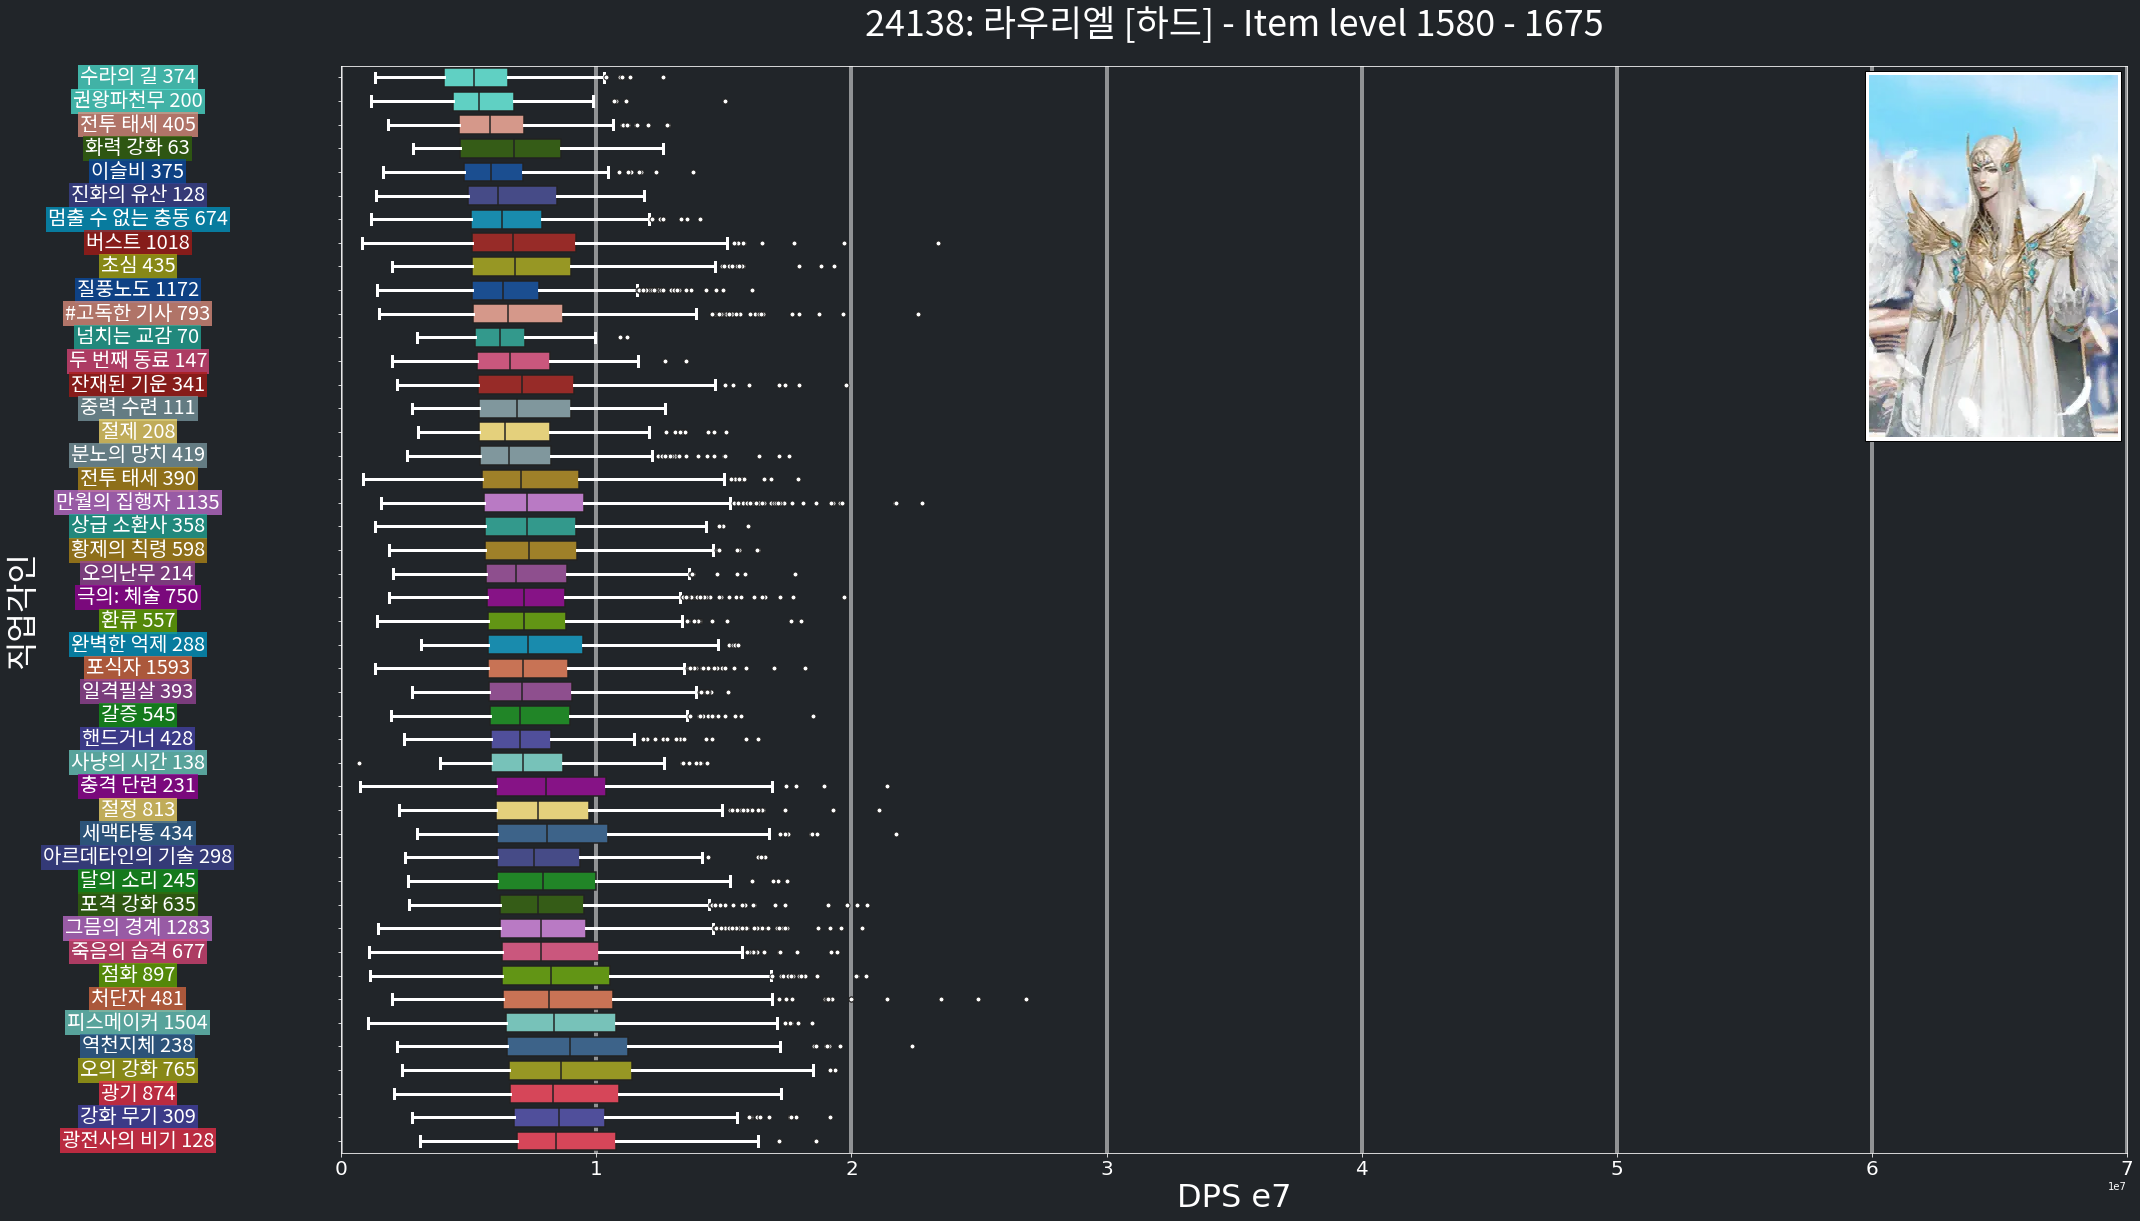 24138: 라우리엘 [하드] - Item level 1580 - 1675
직업각인
수라의 길 374
권왕파천무 200
전투 태세 405
화력 강화 63
이슬비 375
진화의 유산 128
멈출 수 없는 충동 674
버스트 1018
초심 435
질풍노도 1172
#고독한 기사 793
넘치는 교감 70
두 번째 동료 147
잔재된 기운 341
중력 수련 111
절제 208
분노의 망치 419
전투 태세 390
만월의 집행자 1135
상급 소환사 358
황제의 칙령 598
오의난무 214
극의: 체술 750
환류 557
완벽한 억제 288
포식자 1593
일격필살 393
갈증 545
핸드거너 428
사냥의 시간 138
충격 단련 231
절정 813
세맥타통 434
아르데타인의 기술 298
달의 소리 245
포격 강화 635
그믐의 경계 1283
죽음의 습격 677
점화 897
처단자 481
피스메이커 1504
역천지체 238
오의 강화 765
광기 874
강화 무기 309
광전사의 비기 128
0 1 2 3 4 5 6 7
DPS e7
1e7